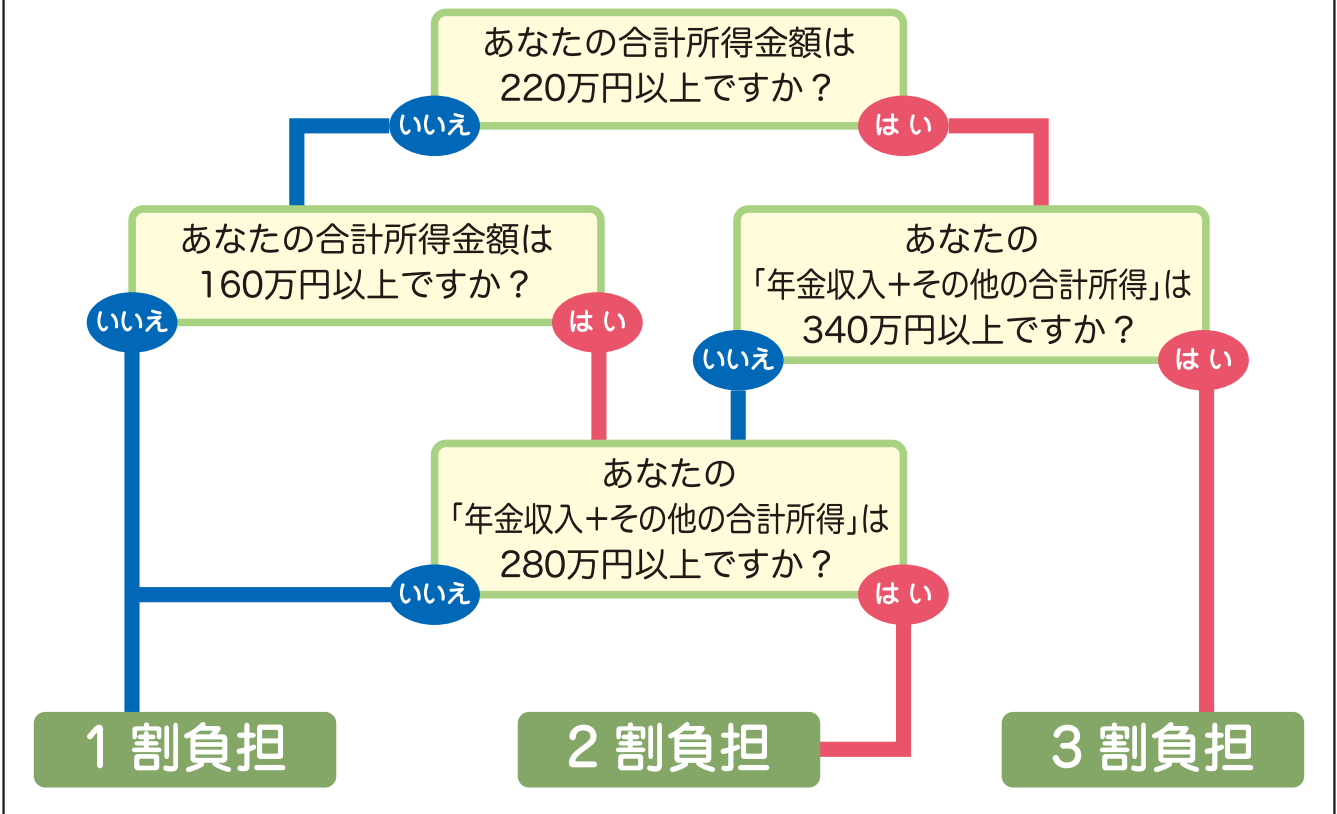 あなたの合計所得金額は
220万円以上ですか？
いいえ
はい
あなたの合計所得金額は
160万円以上ですか？
いいえ
はい
あなたの
「年金収入＋その他の合計所得」は
340万円以上ですか？
いいえ
はい
あなたの
「年金収入＋その他の合計所得」は
280万円以上ですか？
いいえ
はい
1割負担
2割負担
3割負担